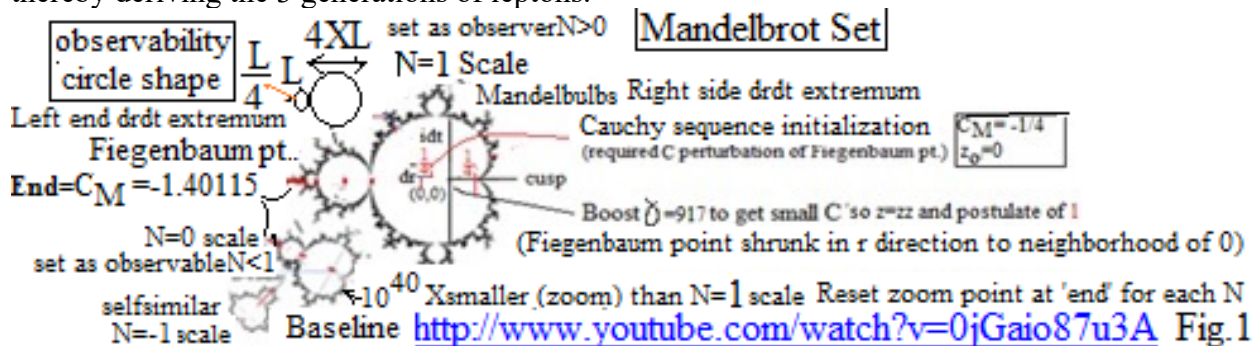 thereby deriving the 3 generations of leptons.
observability
circle shape
L
4
L
4XL
set as observerN>0
N=1 Scale
Mandelbrot Set
Mandelbulbs
Right side drdt extremum
Left end drdt extremum
Fiegenbaum pt..
End=CM =-1.40115
idt
dr
(0,0)
cusp
Cauchy sequence initialization
(required C perturbation of Fiegenbaum pt.)
CM= -1/4
zo=0
Boost γ=917 to get small C so z=zz and postulate of 1
(Fiegenbaum point shrunk in r direction to neighborhood of 0)
N=0 scale
set as observableN<1
selfsimilar
N=-1 scale
10^40 Xsmaller (zoom) than N=1 scale Reset zoom point at 'end' for each N
Baseline http://www.youtube.com/watch?v=0jGaio87u3A Fig.1